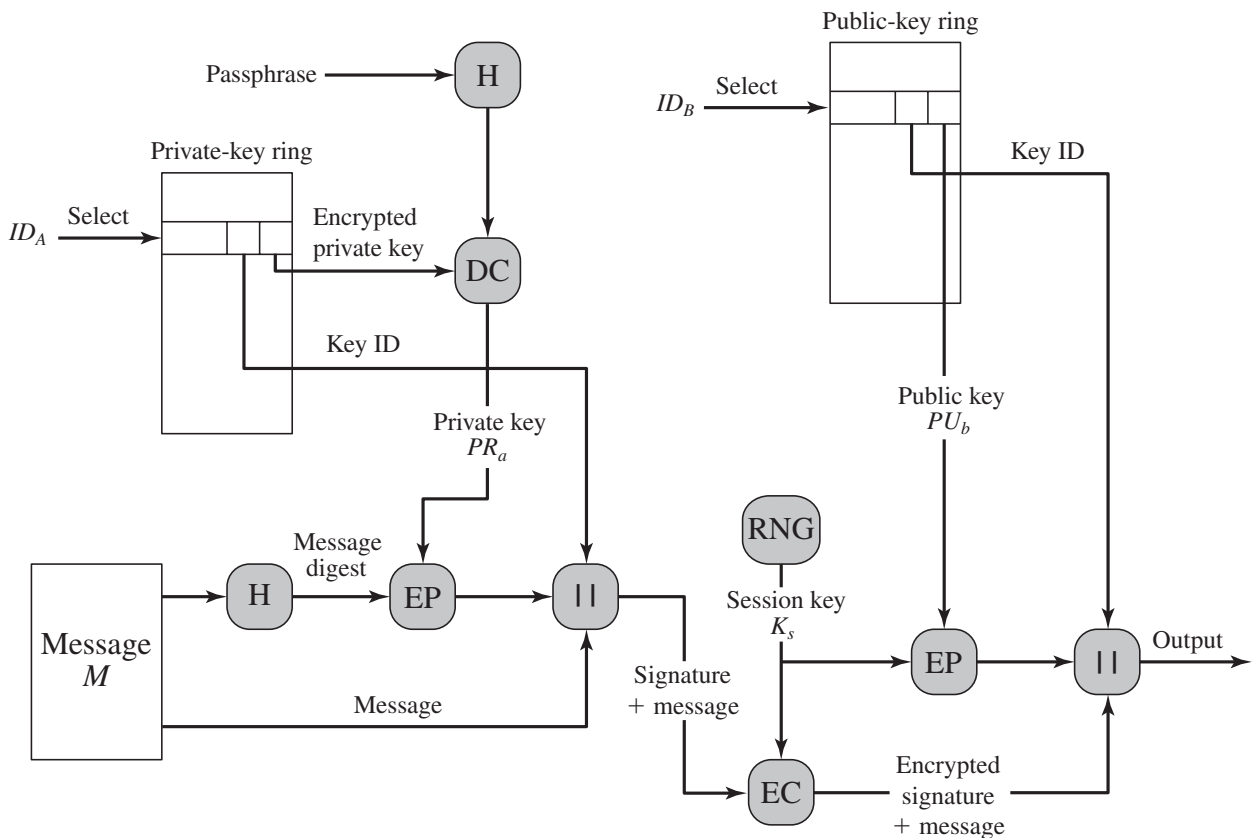 Public-key ring
Passphrase
H
ID_B
Select
Private-key ring
Key ID
ID_A
Select
Encrypted
private key
DC
Key ID
Public key
PU_b
Private key
PR_a
RNG
Message
digest
H
EP
||
Session key
K_s
Message
M
EP
||
Output
Signature
+ message
Message
EC
Encrypted
signature
+ message